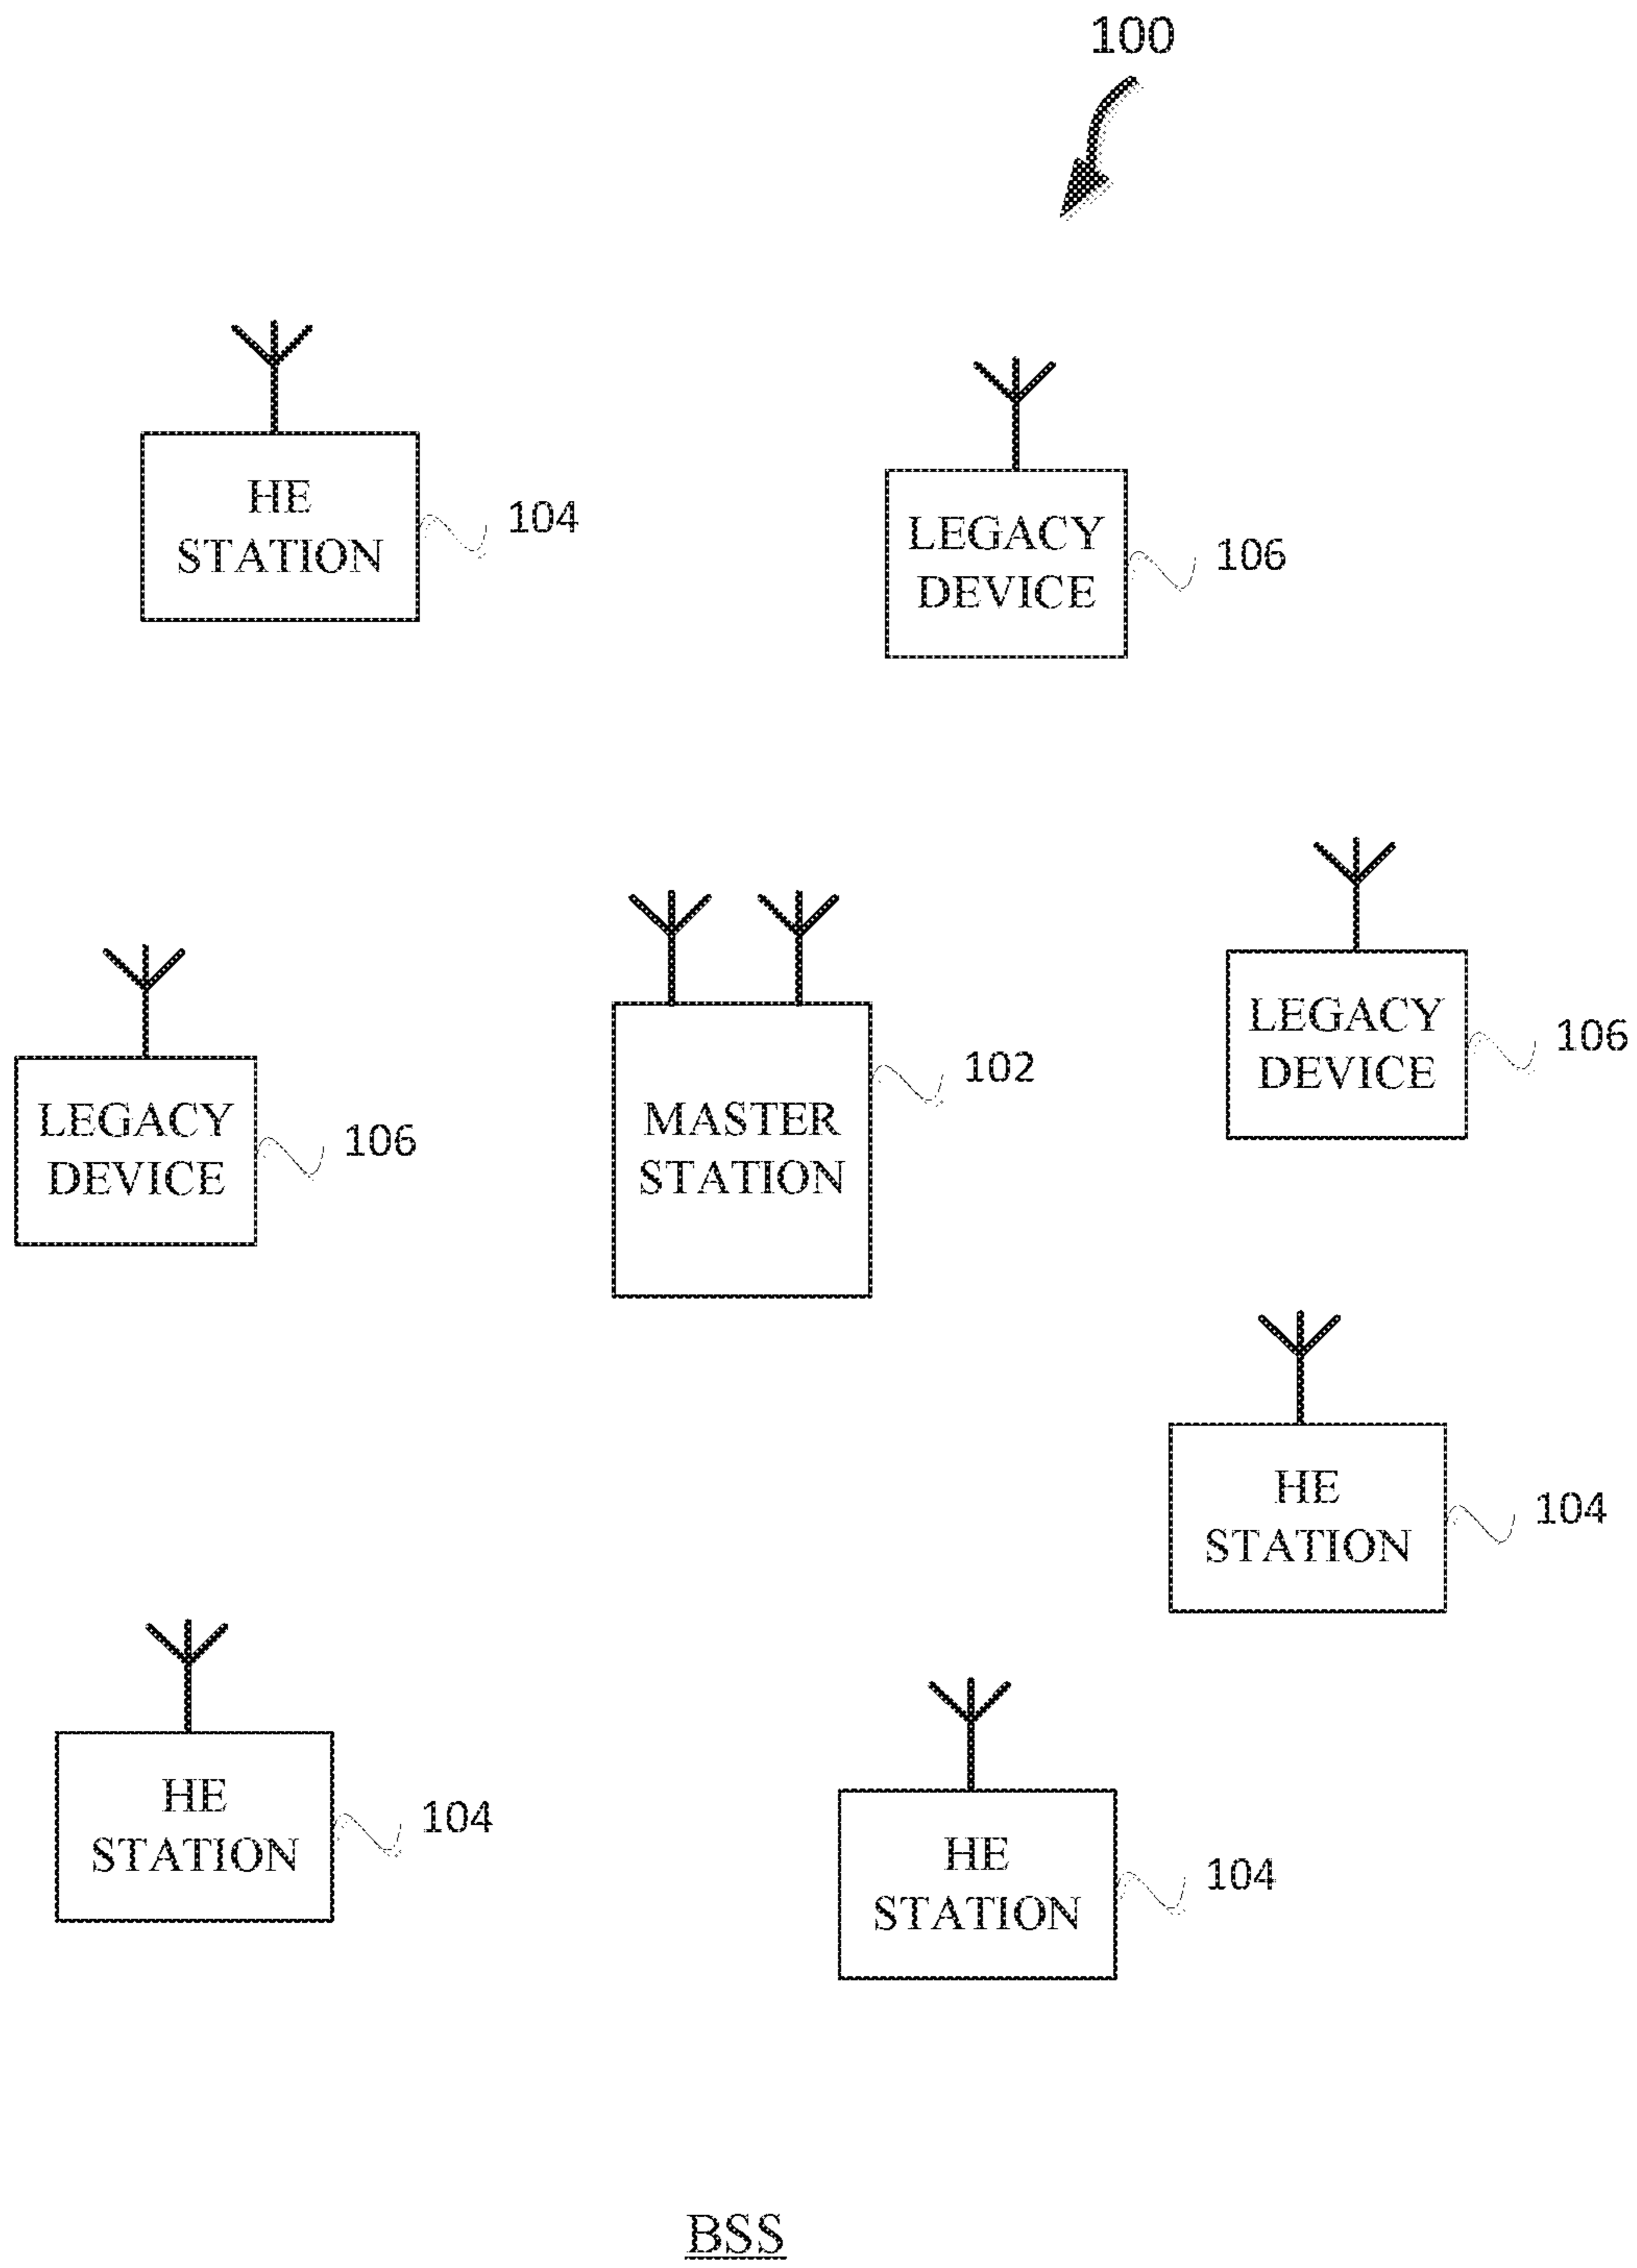 100
HE
STATION
104
LEGACY
DEVICE
106
LEGACY
DEVICE
106
MASTER
STATION
102
LEGACY
DEVICE
106
HE
STATION
104
HE
STATION
104
HE
STATION
104
BSS